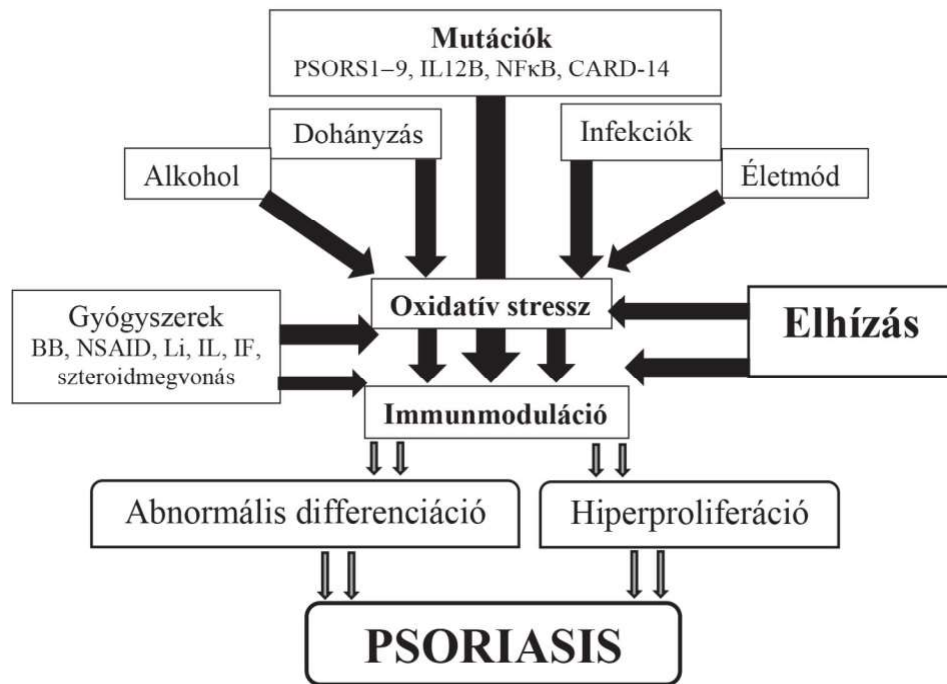 Mutációk
PSORS1–9, IL12B, NFκB, CARD-14
Dohányzás
Infekciók
Alkohol
Életmód
Oxidatív stressz
Elhízás
Gyógyszerek
BB, NSAID, Li, IL, IF,
szteroidmegvonás
Immunmoduláció
Abnormális differenciáció
Hiperproliferáció
PSORIASIS